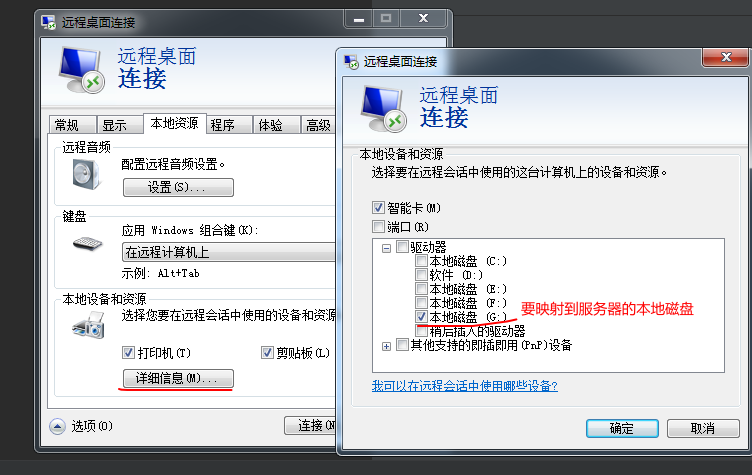 远程桌面连接
远程桌面
连接
常规
显示
本地资源
程序
体验
高级
远程音频
配置远程音频设置。
设置(S)...
键盘
应用 Windows 组合键(K):
在远程计算机上
示例: Alt+Tab
本地设备和资源
选择您要在远程会话中使用的设备和资源
打印机(T)
剪贴板(L)
详细信息(M)...
选项(O)
连接(N
远程桌面连接
远程桌面
连接
本地设备和资源
选择要在远程会话中使用的这台计算机上的设备和资源。
智能卡(M)
端口(R)
驱动器
本地磁盘 (C:)
软件 (D:)
本地磁盘 (E:)
本地磁盘 (F:)
本地磁盘 (G:)
要映射到服务器的本地磁盘
稍后插入的驱动器
其他支持的即插即用(PnP)设备
我可以在远程会话中使用哪些设备?
确定
取消